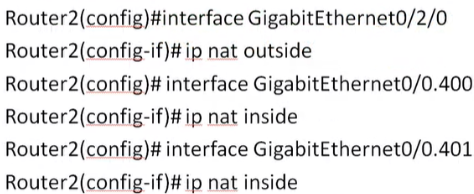 Router2(config)#interface GigabitEthernet0/2/0
Router2(config-if)# ip nat outside
Router2(config)# interface GigabitEthernet0/0.400
Router2(config-if)# ip nat inside
Router2(config)# interface GigabitEthernet0/0.401
Router2(config-if)# ip nat inside